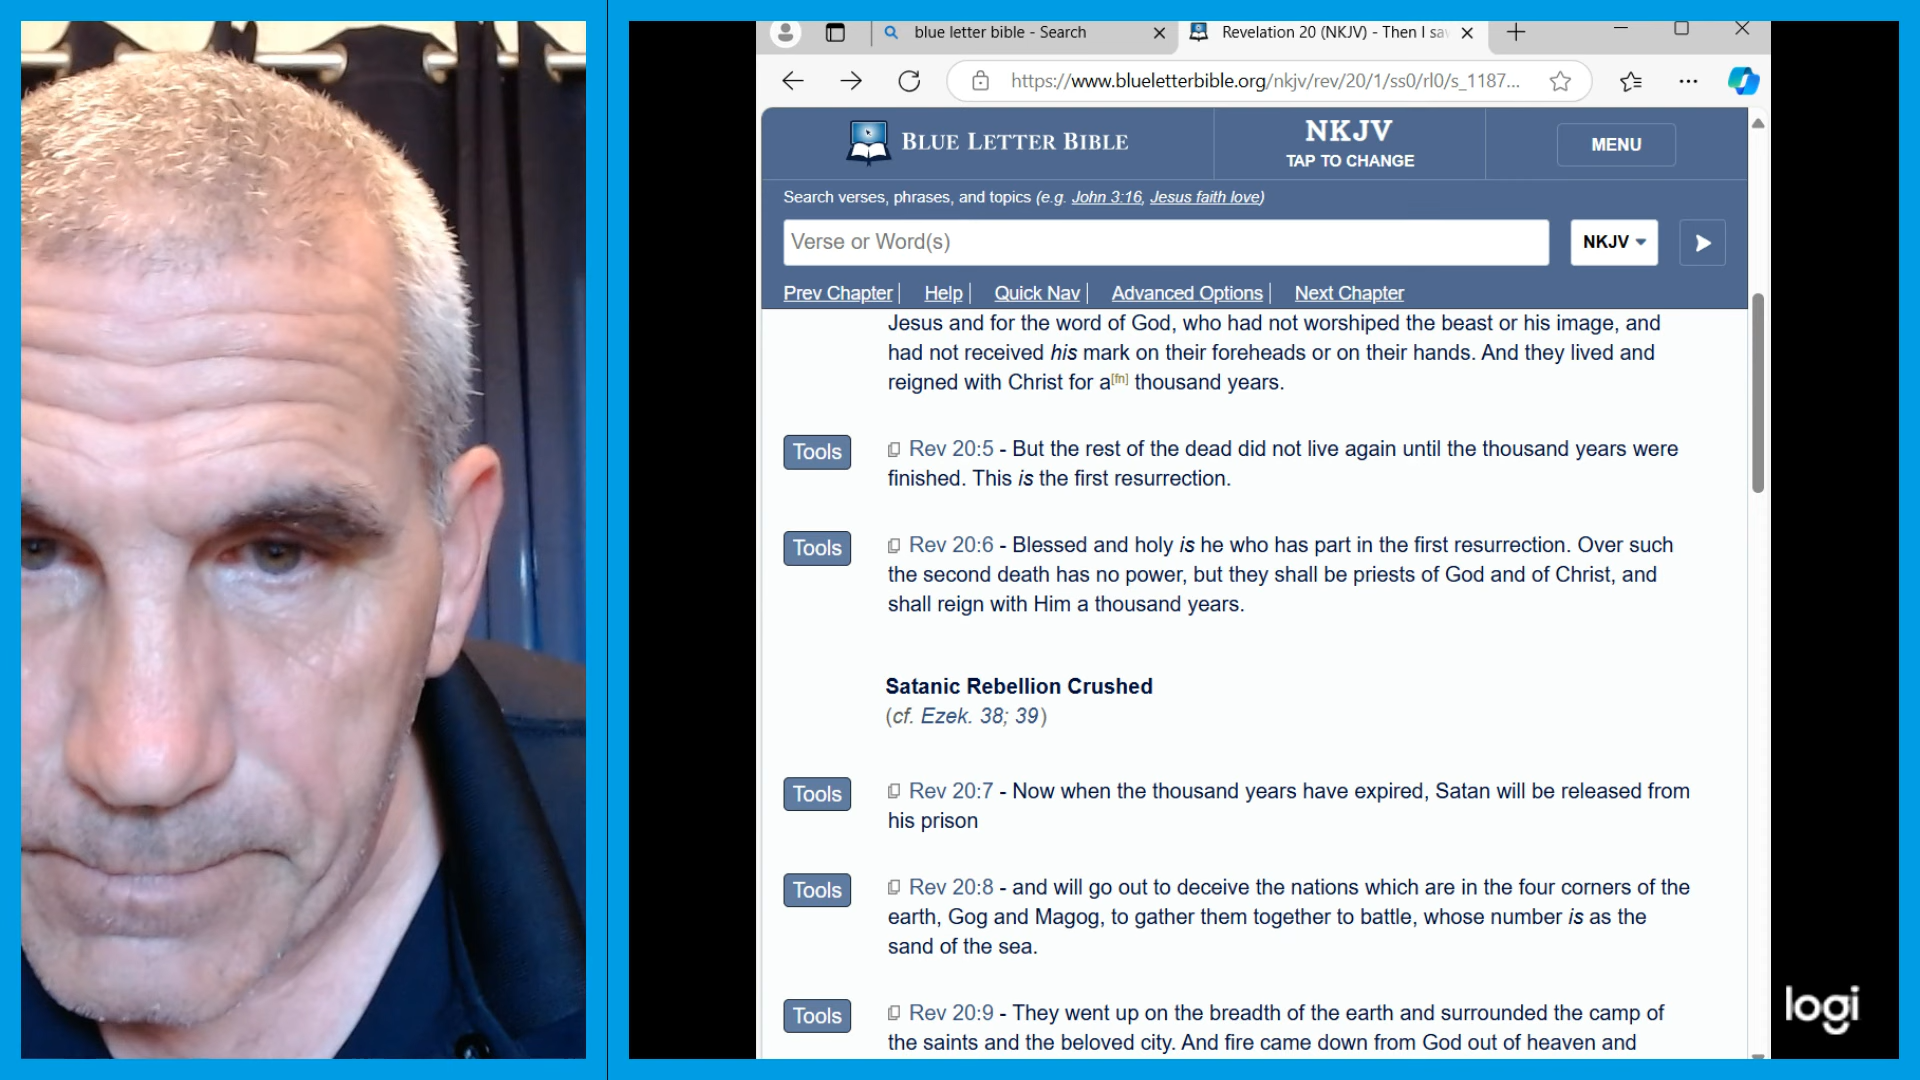 blue letter bible - Search
Revelation 20 (NKJV) - Then I sa
https://www.blueletterbible.org/nkjv/rev/20/1/ss0/rl0/s_1187...
BLUE LETTER BIBLE
NKJV
TAP TO CHANGE
MENU
Search verses, phrases, and topics (e.g. John 3:16, Jesus faith love)
Verse or Word(s)
NKJV
Prev Chapter | Help | Quick Nav | Advanced Options | Next Chapter
Jesus and for the word of God, who had not worshiped the beast or his image, and
had not received his mark on their foreheads or on their hands. And they lived and
reigned with Christ for a[fn] thousand years.
Tools
Rev 20:5 - But the rest of the dead did not live again until the thousand years were
finished. This is the first resurrection.
Tools
Rev 20:6 - Blessed and holy is he who has part in the first resurrection. Over such
the second death has no power, but they shall be priests of God and of Christ, and
shall reign with Him a thousand years.
Satanic Rebellion Crushed
(cf. Ezek. 38; 39)
Tools
Rev 20:7 - Now when the thousand years have expired, Satan will be released from
his prison
Tools
Rev 20:8 - and will go out to deceive the nations which are in the four corners of the
earth, Gog and Magog, to gather them together to battle, whose number is as the
sand of the sea.
Tools
Rev 20:9 - They went up on the breadth of the earth and surrounded the camp of
the saints and the beloved city. And fire came down from God out of heaven and
logi